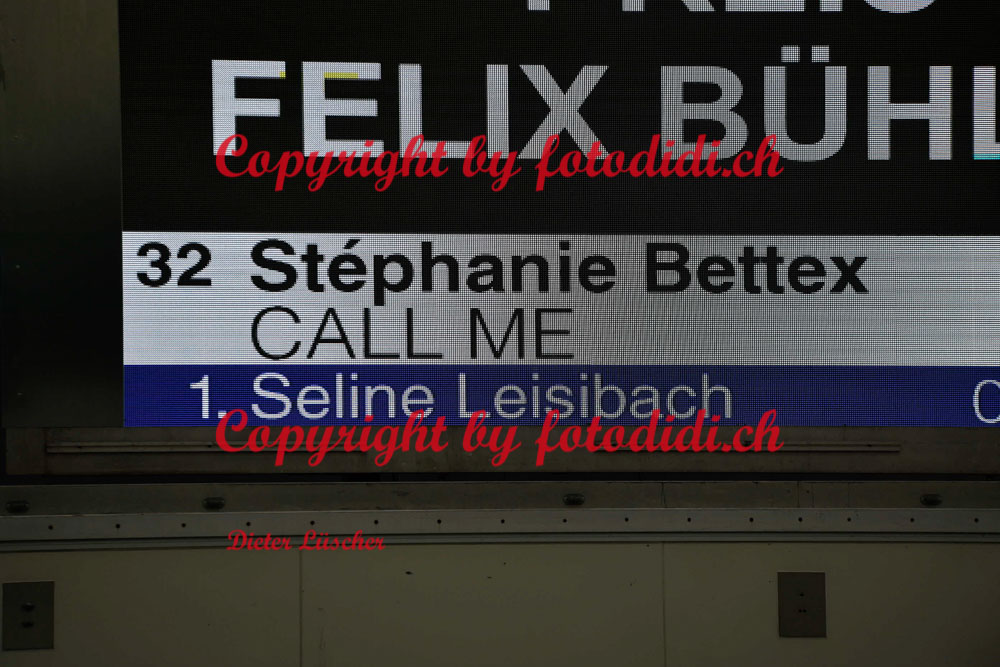 FELIX BÜHL
Copyright by fotodidi.ch
32 Stéphanie Bettex
CALL ME
1. Seline Leisibach
Copyright by fotodidi.ch
Dieter Lüscher